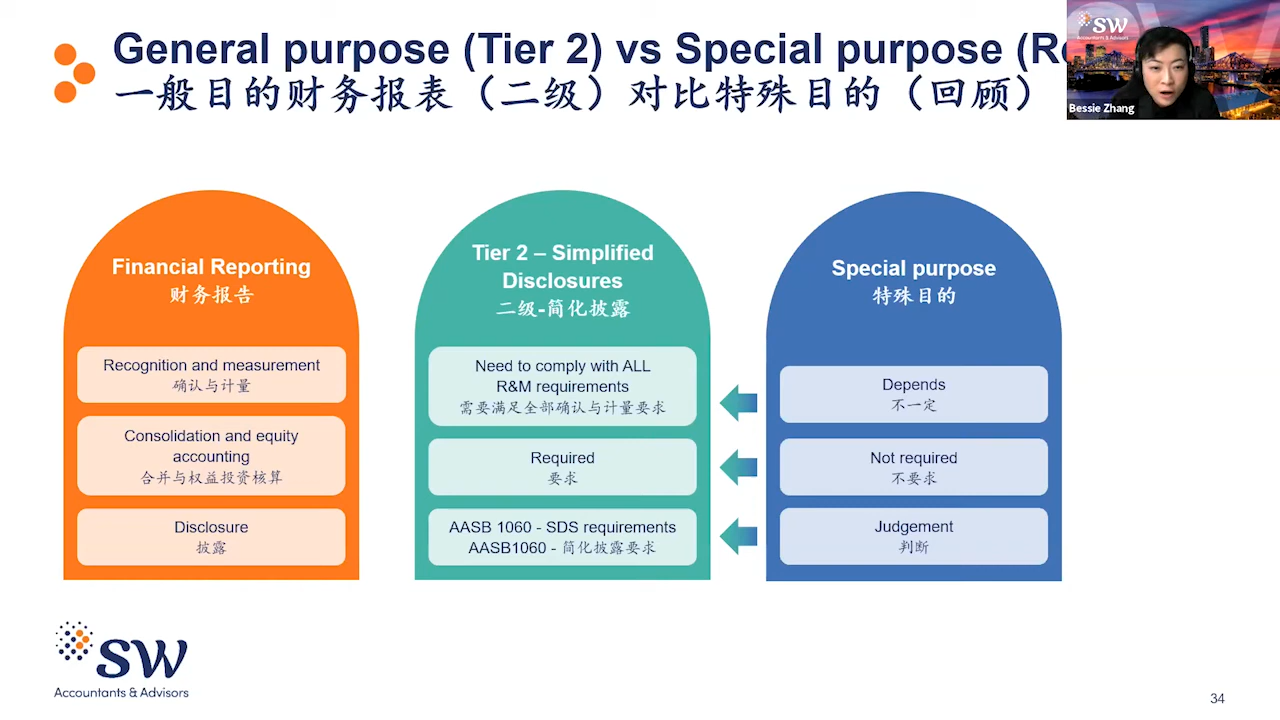 General purpose (Tier 2) vs Special purpose (Re
一般目的财务报表（二级）对比特殊目的（回顾）
SW
Accountants & Advisors
Bessie Zhang
Financial Reporting
财务报告
Recognition and measurement
确认与计量
Consolidation and equity
accounting
合并与权益投资核算
Disclosure
披露
Tier 2 – Simplified
Disclosures
二级-简化披露
Need to comply with ALL
R&M requirements
需要满足全部确认与计量要求
Required
要求
AASB 1060 - SDS requirements
AASB1060 - 简化披露要求
Special purpose
特殊目的
Depends
不一定
Not required
不要求
Judgement
判断
SW
Accountants & Advisors
34